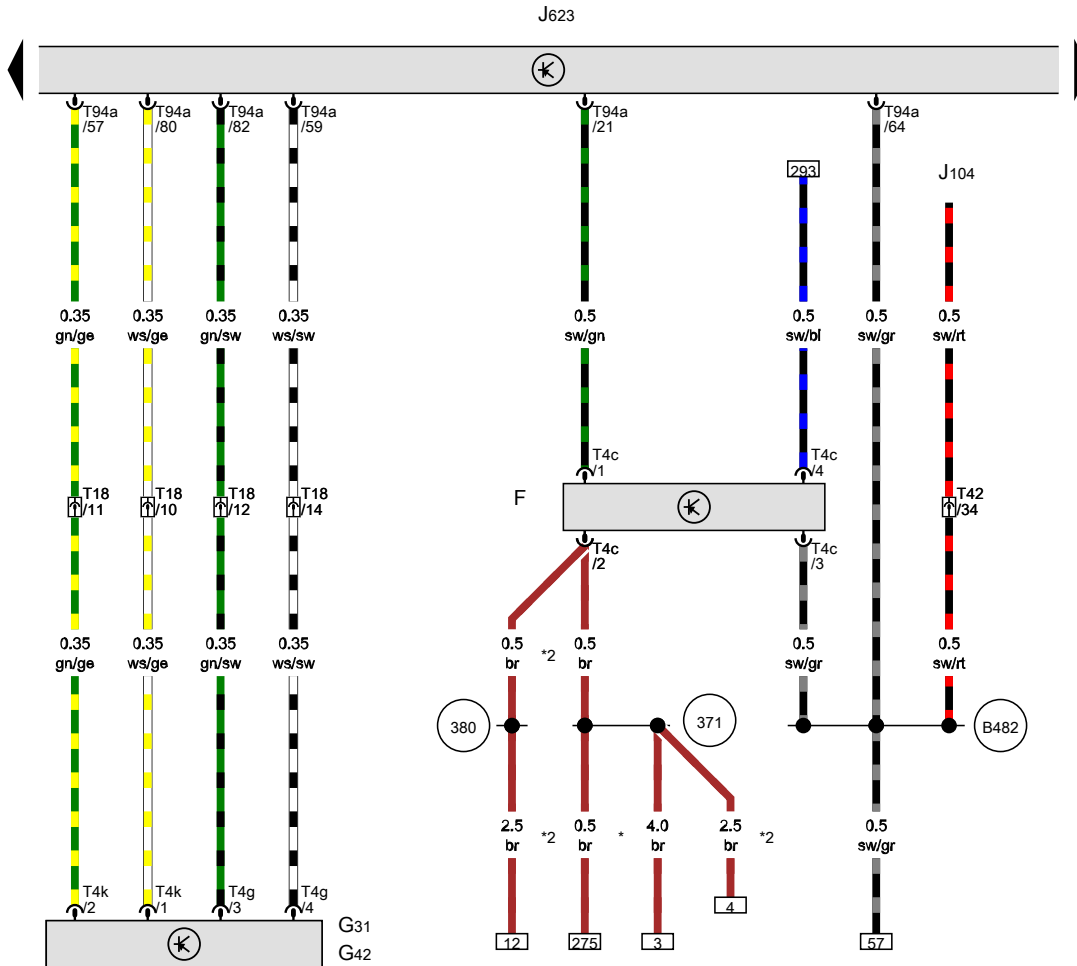 J623
T94a T94a T94a T94a T94a T94a
/57 /80 /82 /59 /21 /64
293 J104
0.35 0.35 0.35 0.35 0.5 0.5 0.5 0.5
gn/ge ws/ge gn/sw ws/sw sw/gn sw/bl sw/gr sw/rt
T4c T4c
/1 /4
T18 T18 T18 T18 F T42
/11 /10 /12 /14 /34
T4c T4c
/2 /3
0.35 0.35 0.35 0.35 0.5 *2 0.5 0.5 0.5
gn/ge ws/ge gn/sw ws/sw br br sw/gr sw/rt
380 371 B482
2.5 *2 0.5 * 4.0 2.5 *2 0.5
br br br br sw/gr
T4k T4k T4g T4g
/2 /1 /3 /4
4
G31
G42
12 275 3 57